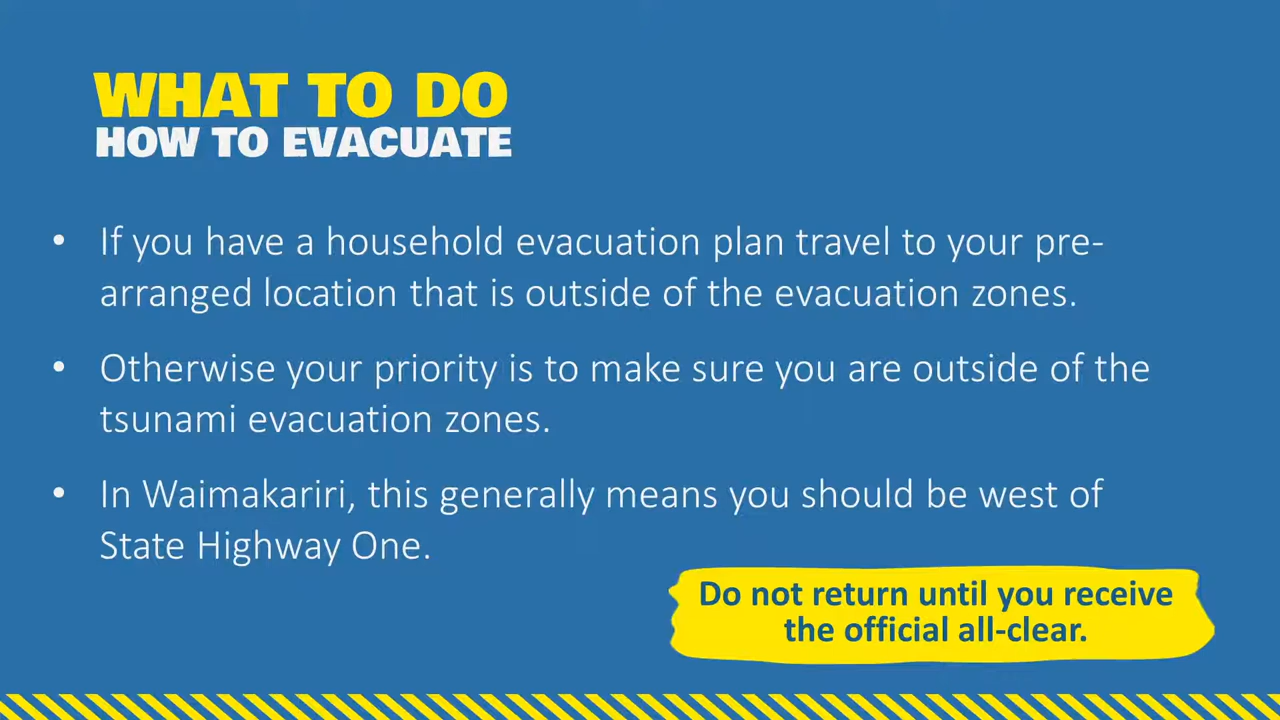 WHAT TO DO
HOW TO EVACUATE
• If you have a household evacuation plan travel to your pre-
arranged location that is outside of the evacuation zones.
• Otherwise your priority is to make sure you are outside of the
tsunami evacuation zones.
• In Waimakariri, this generally means you should be west of
State Highway One.
Do not return until you receive
the official all-clear.